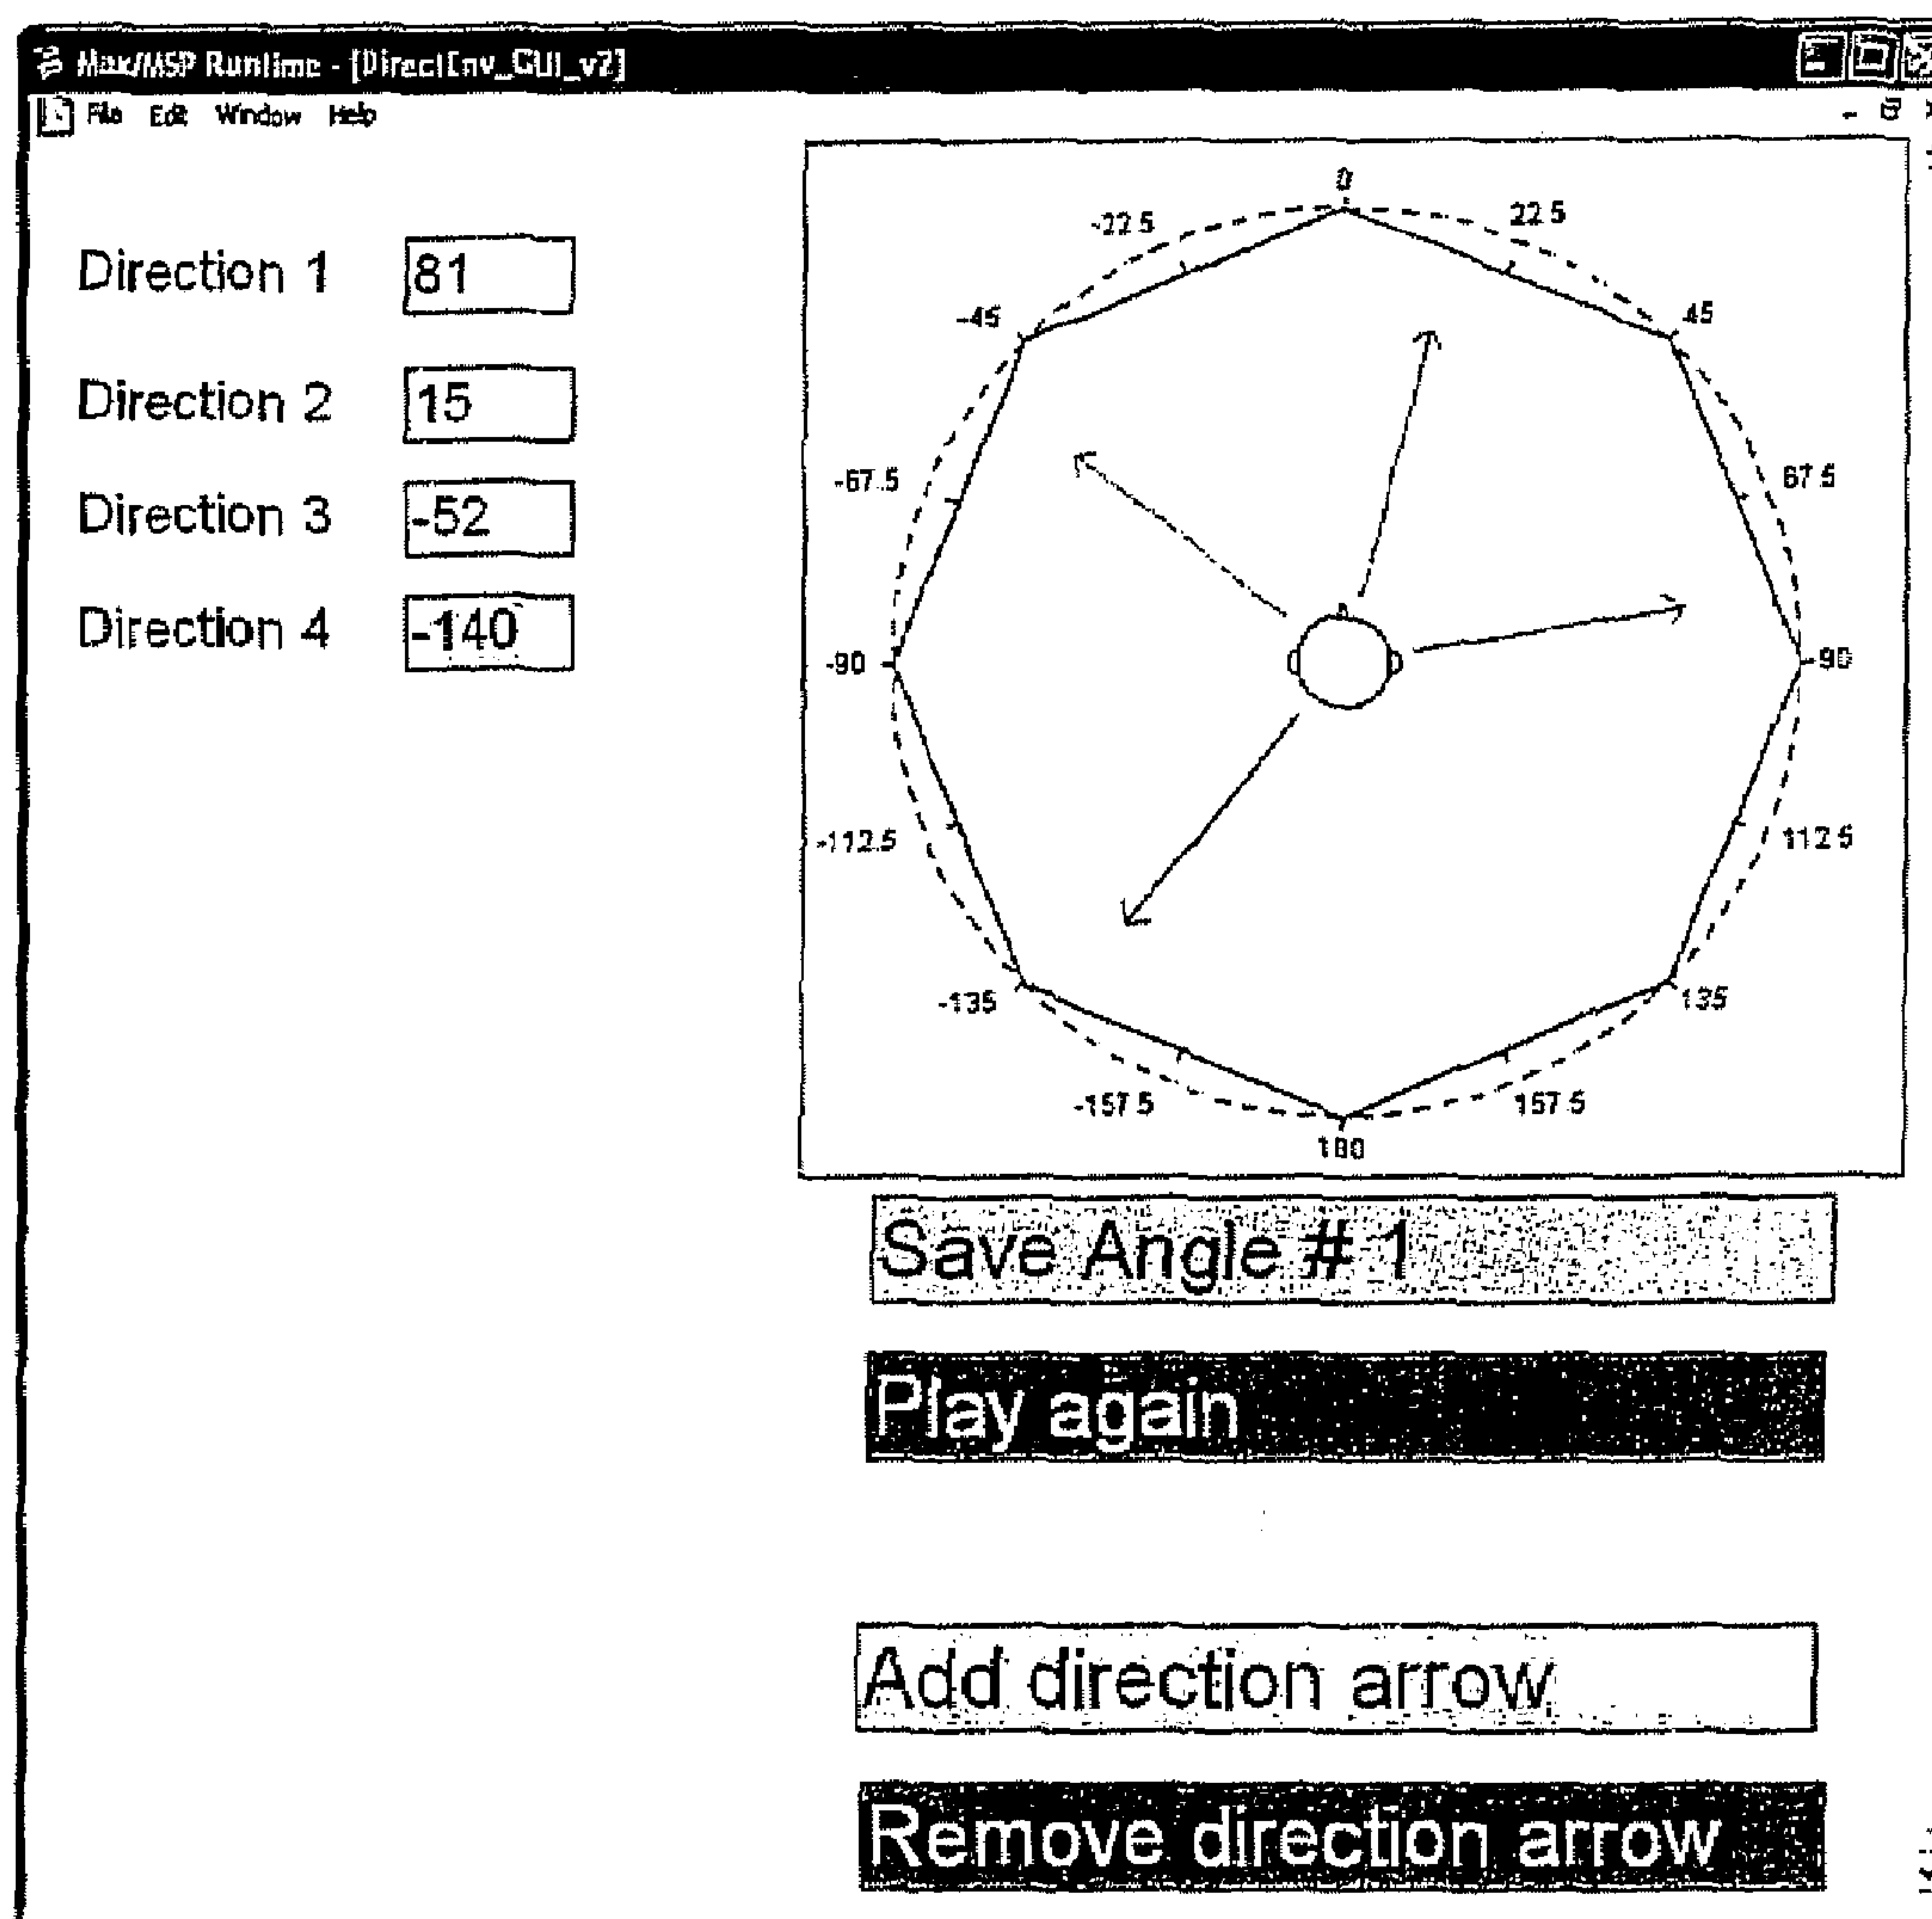 Max/MSP Runtime - [DirectEnv_GUI_v2]
File Edit Window Help
Direction 1 81
Direction 2 15
Direction 3 -52
Direction 4 -140
0
-22.5 22.5
-45 45
-67.5 67.5
-90 -90
-112.5 112.5
-135 135
-157.5 157.5
180
Save Angle # 1
Play again
Add direction arrow
Remove direction arrow